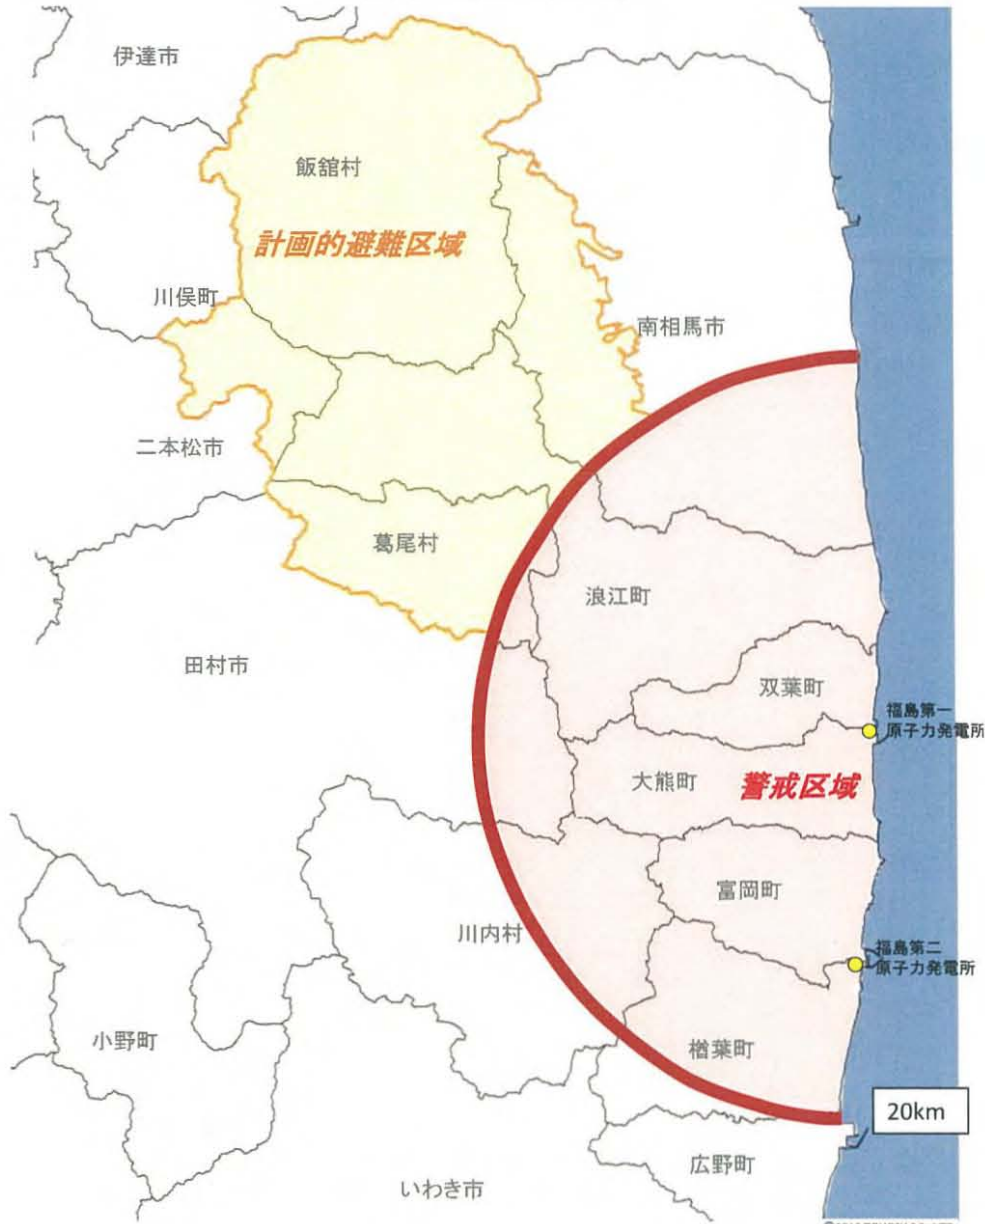 伊達市
飯舘村
計画的避難区域
川俣町
南相馬市
二本松市
葛尾村
浪江町
田村市
双葉町
福島第一
原子力発電所
大熊町
警戒区域
富岡町
川内村
福島第二
原子力発電所
小野町
楢葉町
20km
広野町
いわき市